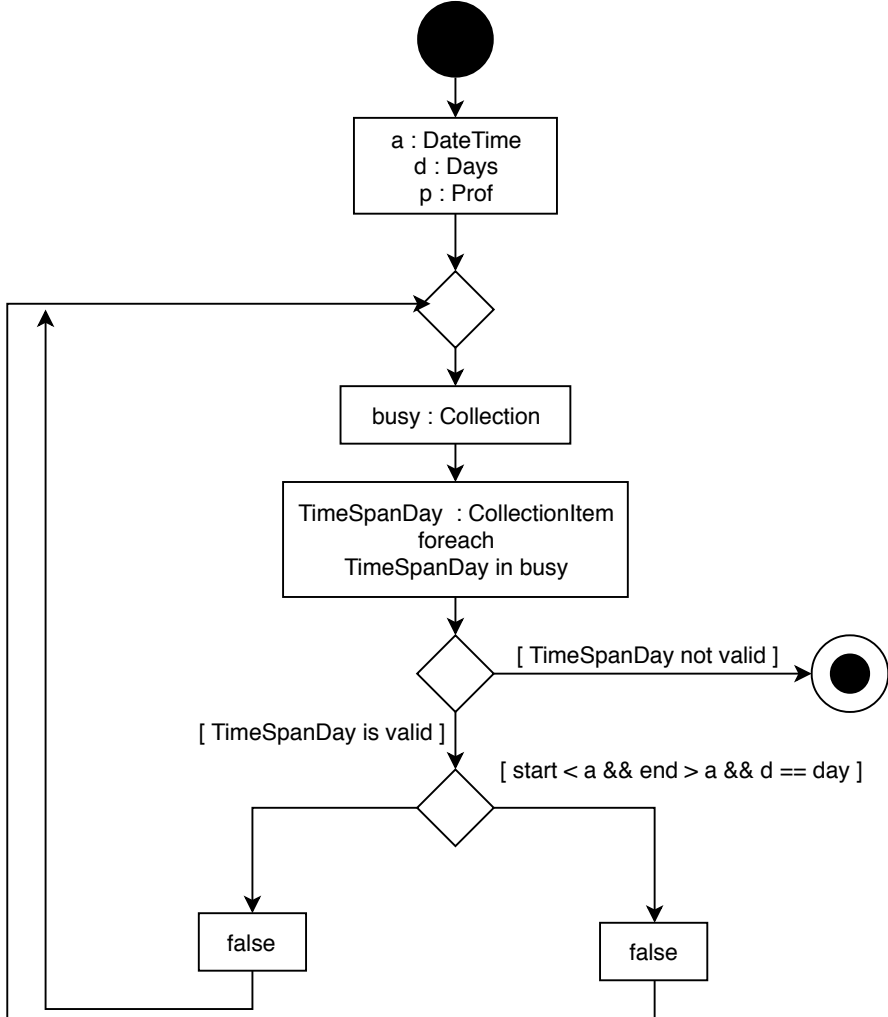 a : DateTime
d : Days
p : Prof
busy : Collection
TimeSpanDay : CollectionItem
foreach
TimeSpanDay in busy
[ TimeSpanDay not valid ]
[ TimeSpanDay is valid ]
[ start < a && end > a && d == day ]
false
false